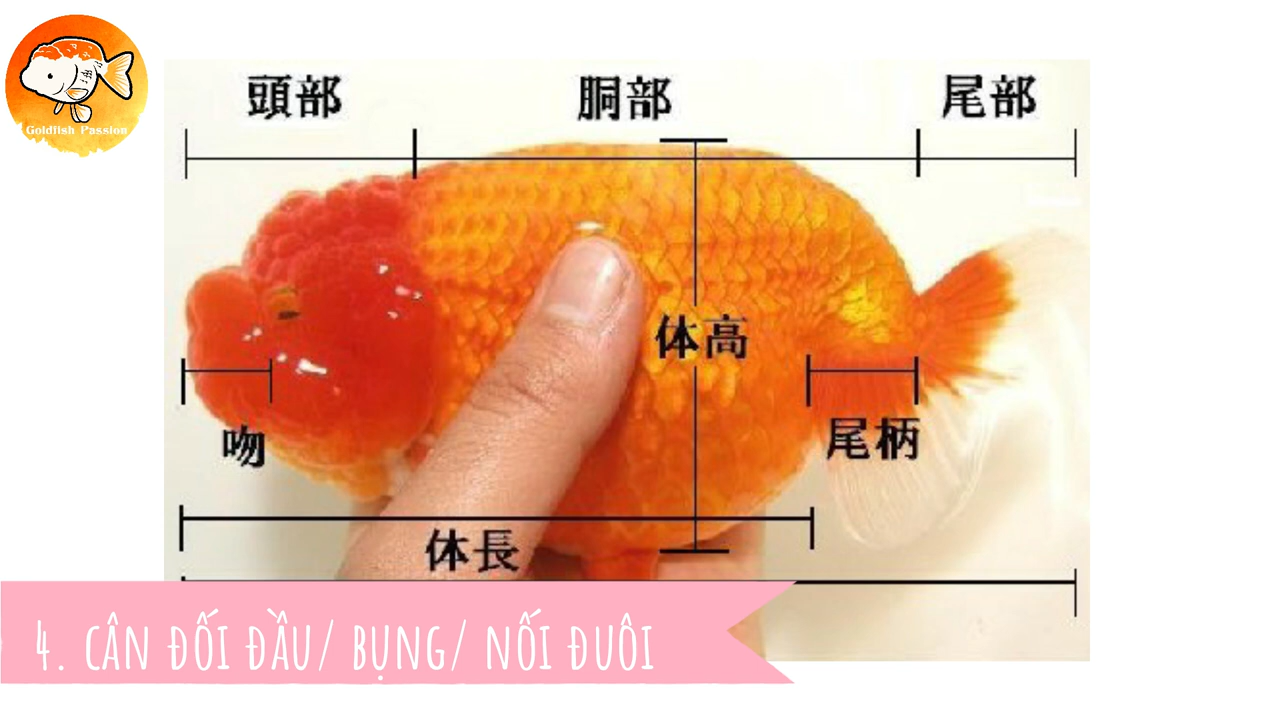 Goldfish Passion
頭部
胴部
尾部
体高
尾柄
吻
体長
4. CÂN ĐỐI ĐẦU/ BỤNG/ NỐI ĐUÔI